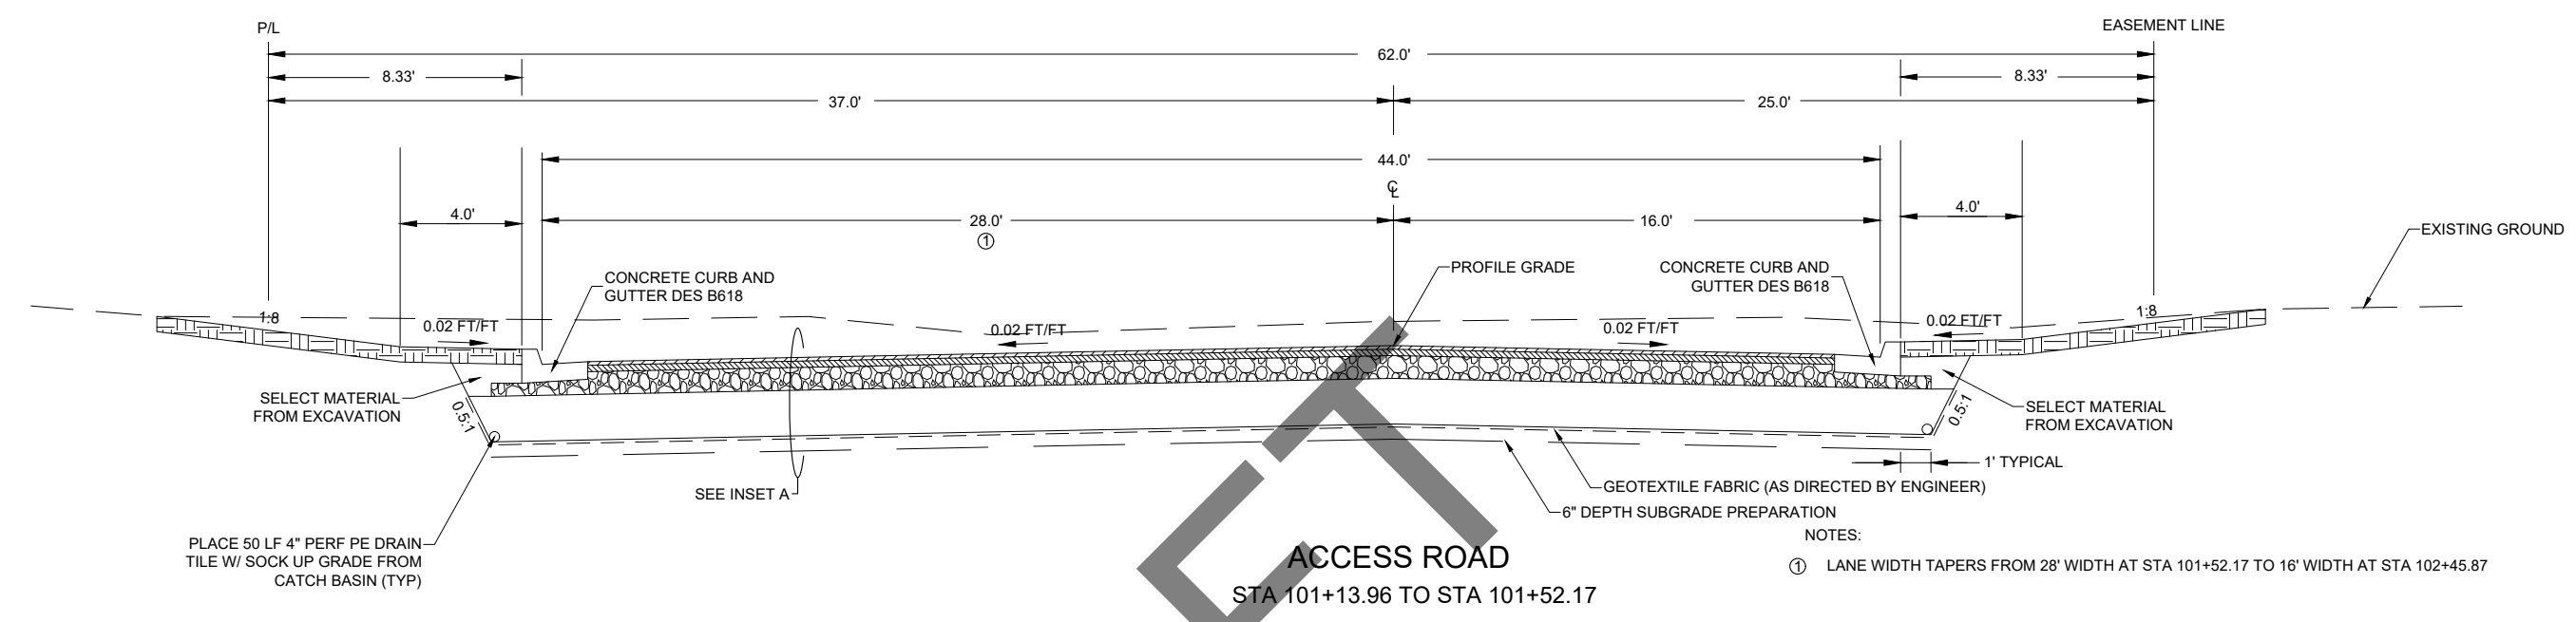 P/L
EASEMENT LINE
62.0'
8.33'
8.33'
37.0'
25.0'
44.0'
℄
4.0'
28.0'
①
16.0'
4.0'
EXISTING GROUND
CONCRETE CURB AND
GUTTER DES B618
PROFILE GRADE
CONCRETE CURB AND
GUTTER DES B618
1:8
0.02 FT/FT
0.02 FT/FT
0.02 FT/FT
0.02 FT/FT
1:8
SELECT MATERIAL
FROM EXCAVATION
0.5:1
0.5:1
SELECT MATERIAL
FROM EXCAVATION
1' TYPICAL
SEE INSET A
GEOTEXTILE FABRIC (AS DIRECTED BY ENGINEER)
6" DEPTH SUBGRADE PREPARATION
PLACE 50 LF 4" PERF PE DRAIN
TILE W/ SOCK UP GRADE FROM
CATCH BASIN (TYP)
ACCESS ROAD
STA 101+13.96 TO STA 101+52.17
NOTES:
① LANE WIDTH TAPERS FROM 28' WIDTH AT STA 101+52.17 TO 16' WIDTH AT STA 102+45.87